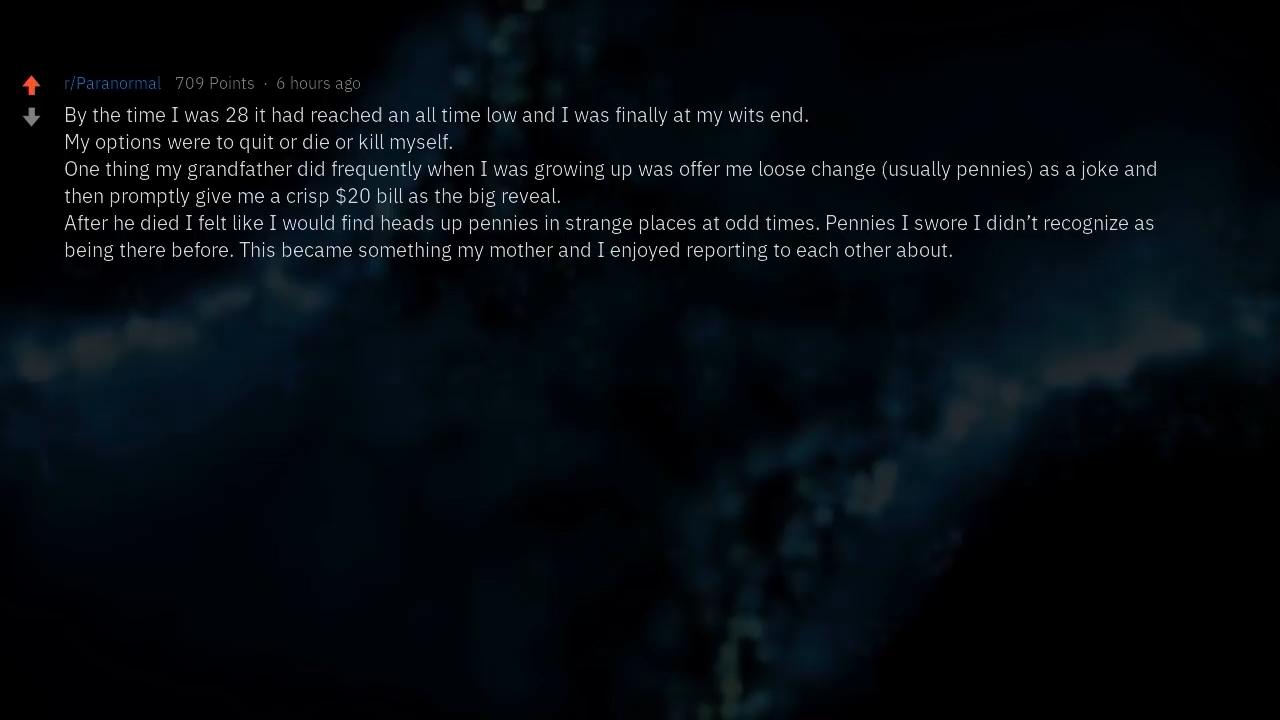 r/Paranormal 709 Points · 6 hours ago
By the time I was 28 it had reached an all time low and I was finally at my wits end.
My options were to quit or die or kill myself.
One thing my grandfather did frequently when I was growing up was offer me loose change (usually pennies) as a joke and
then promptly give me a crisp $20 bill as the big reveal.
After he died I felt like I would find heads up pennies in strange places at odd times. Pennies I swore I didn’t recognize as
being there before. This became something my mother and I enjoyed reporting to each other about.